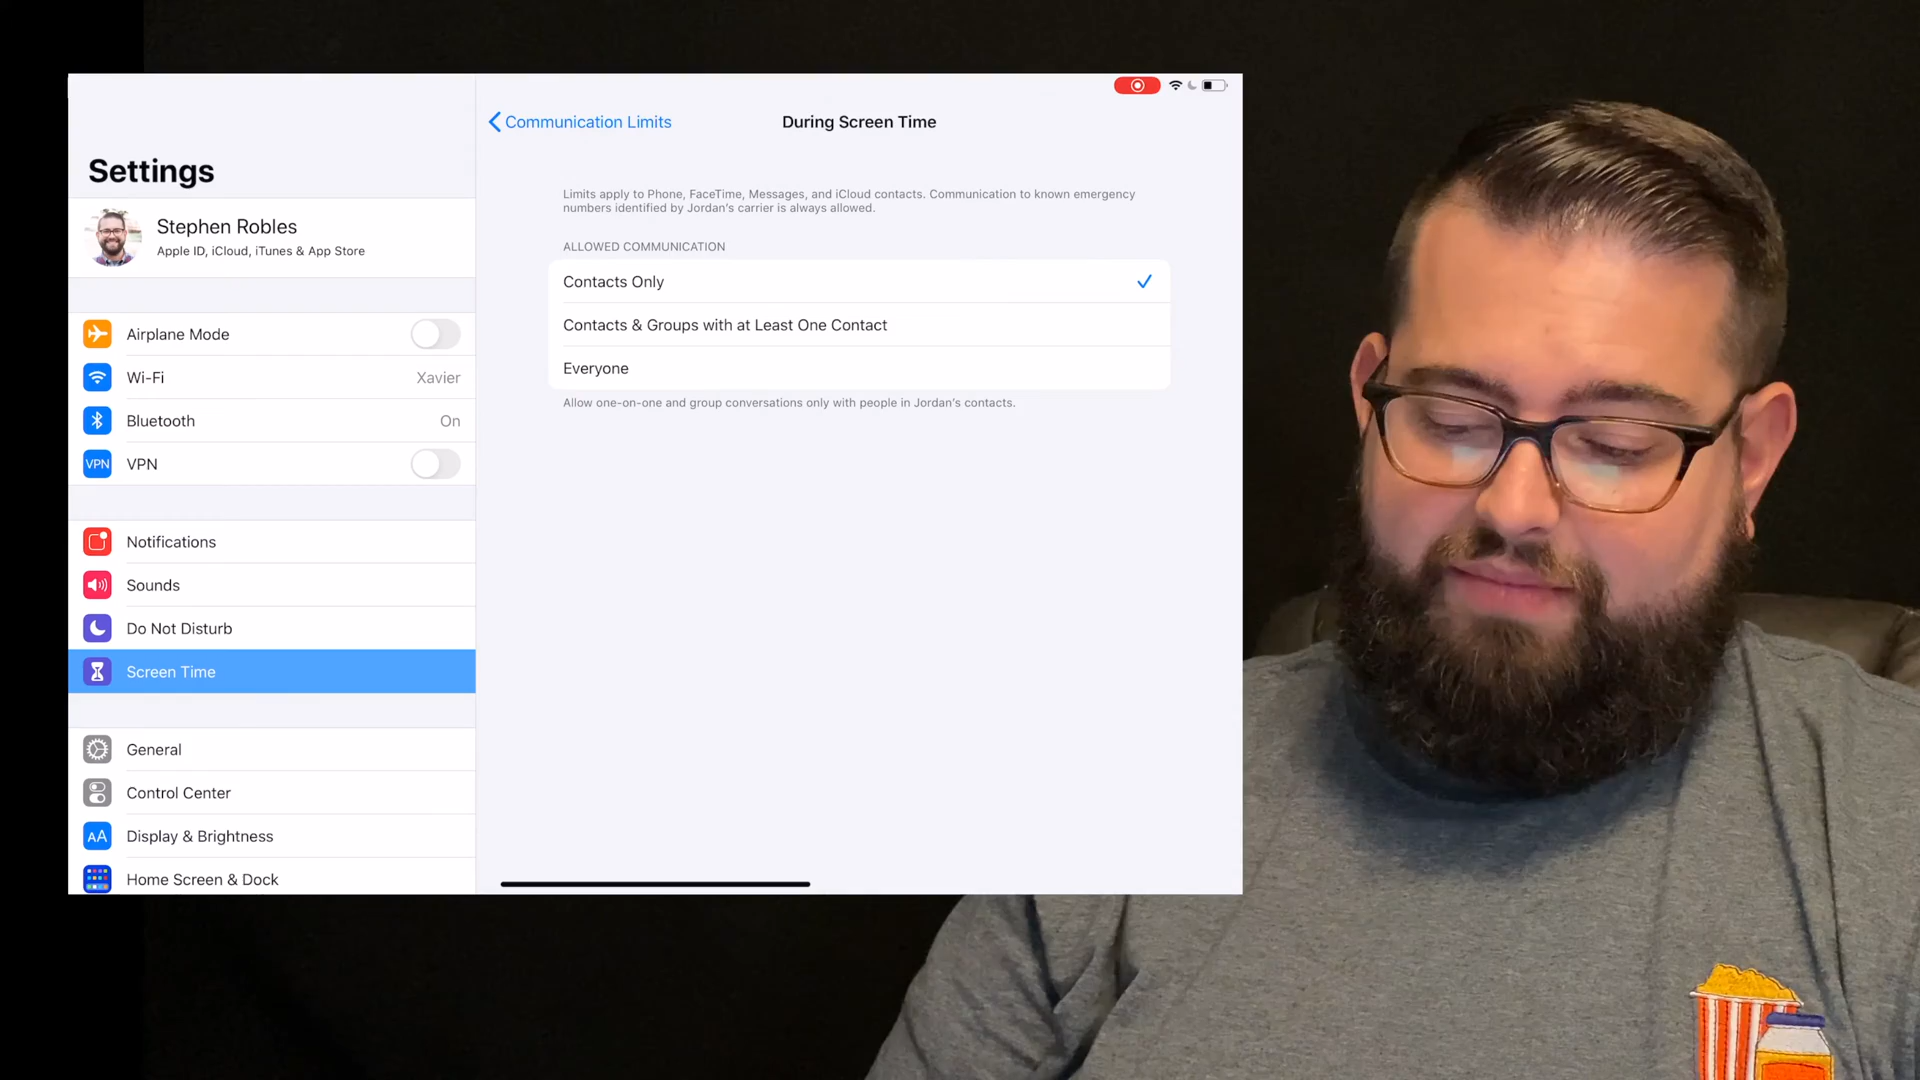 Settings
Stephen Robles
Apple ID, iCloud, iTunes & App Store
Airplane Mode
Wi-Fi
Xavier
Bluetooth
On
VPN
VPN
Notifications
Sounds
Do Not Disturb
Screen Time
General
Control Center
AA
Display & Brightness
Home Screen & Dock
Communication Limits
During Screen Time
Limits apply to Phone, FaceTime, Messages, and iCloud contacts. Communication to known emergency
numbers identified by Jordan's carrier is always allowed.
ALLOWED COMMUNICATION
Contacts Only
Contacts & Groups with at Least One Contact
Everyone
Allow one-on-one and group conversations only with people in Jordan's contacts.